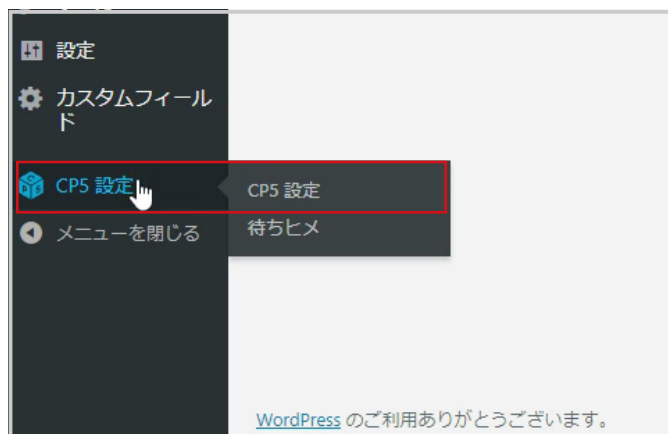 設定
カスタムフィール
ド
CP5 設定
CP5 設定
待ちヒメ
メニューを閉じる
WordPress のご利用ありがとうございます。